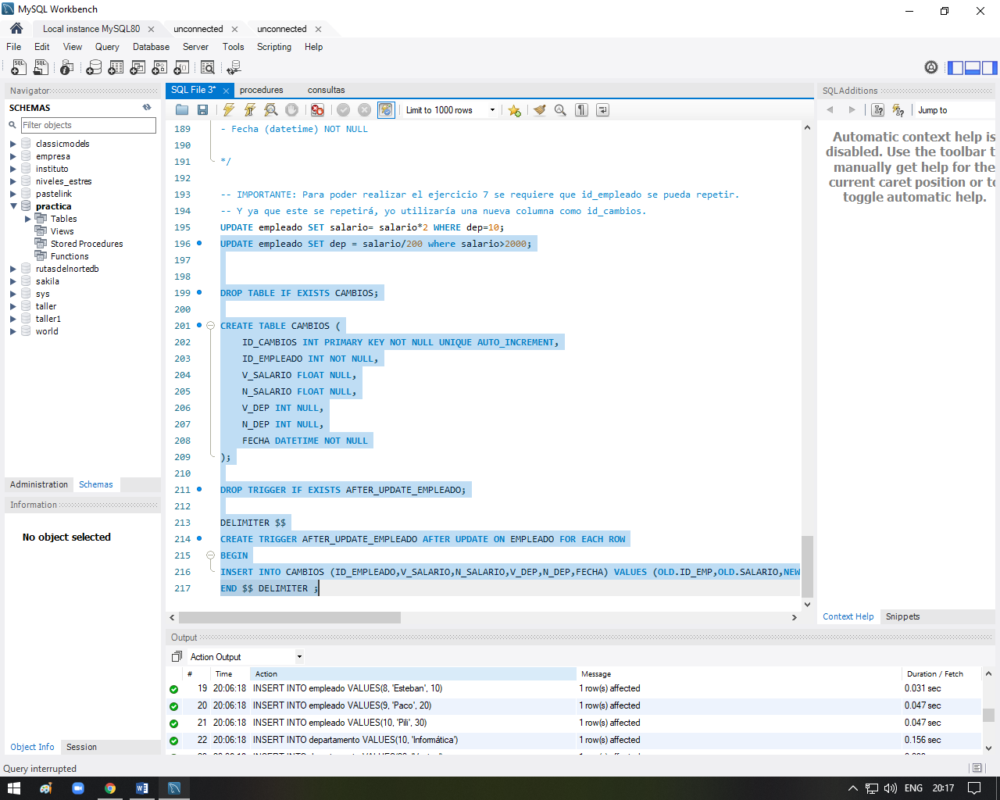 MySQL Workbench
Local instance MySQL80
unconnected
unconnected
File Edit View Query Database Server Tools Scripting Help
Navigator
SCHEMAS
Filter objects
classicmodels
empresa
instituto
niveles_estres
pastelink
practica
Tables
Views
Stored Procedures
Functions
rutasdelnortedb
sakila
sys
taller
taller1
world
Administration Schemas
Information
No object selected
Object Info Session
SQL File 3* procedures consultas
Limit to 1000 rows
189 - Fecha (datetime) NOT NULL
190
191 */
192
193 -- IMPORTANTE: Para poder realizar el ejercicio 7 se requiere que id_empleado se pueda repetir.
194 -- Y ya que este se repetirá, yo utilizaría una nueva columna como id_cambios.
195 UPDATE empleado SET salario= salario*2 WHERE dep=10;
196 UPDATE empleado SET dep = salario/200 where salario>2000;
197
198
199 DROP TABLE IF EXISTS CAMBIOS;
200
201 CREATE TABLE CAMBIOS (
202 ID_CAMBIOS INT PRIMARY KEY NOT NULL UNIQUE AUTO_INCREMENT,
203 ID_EMPLEADO INT NOT NULL,
204 V_SALARIO FLOAT NULL,
205 N_SALARIO FLOAT NULL,
206 V_DEP INT NULL,
207 N_DEP INT NULL,
208 FECHA DATETIME NOT NULL
209 );
210
211 DROP TRIGGER IF EXISTS AFTER_UPDATE_EMPLEADO;
212
213 DELIMITER $$
214 CREATE TRIGGER AFTER_UPDATE_EMPLEADO AFTER UPDATE ON EMPLEADO FOR EACH ROW
215 BEGIN
216 INSERT INTO CAMBIOS (ID_EMPLEADO,V_SALARIO,N_SALARIO,V_DEP,N_DEP,FECHA) VALUES (OLD.ID_EMP,OLD.SALARIO,NEW
217 END $$ DELIMITER ;
SQLAdditions
Jump to
Automatic context help is
disabled. Use the toolbar t
manually get help for the
current caret position or to
toggle automatic help.
Context Help Snippets
Output
Action Output
# Time Action Message Duration / Fetch
19 20:06:18 INSERT INTO empleado VALUES(8, 'Esteban', 10) 1 row(s) affected 0.031 sec
20 20:06:18 INSERT INTO empleado VALUES(9, 'Paco', 20) 1 row(s) affected 0.047 sec
21 20:06:18 INSERT INTO empleado VALUES(10, 'Pili', 30) 1 row(s) affected 0.047 sec
22 20:06:18 INSERT INTO departamento VALUES(10, 'Informática') 1 row(s) affected 0.156 sec
Query interrupted
ENG 20:17